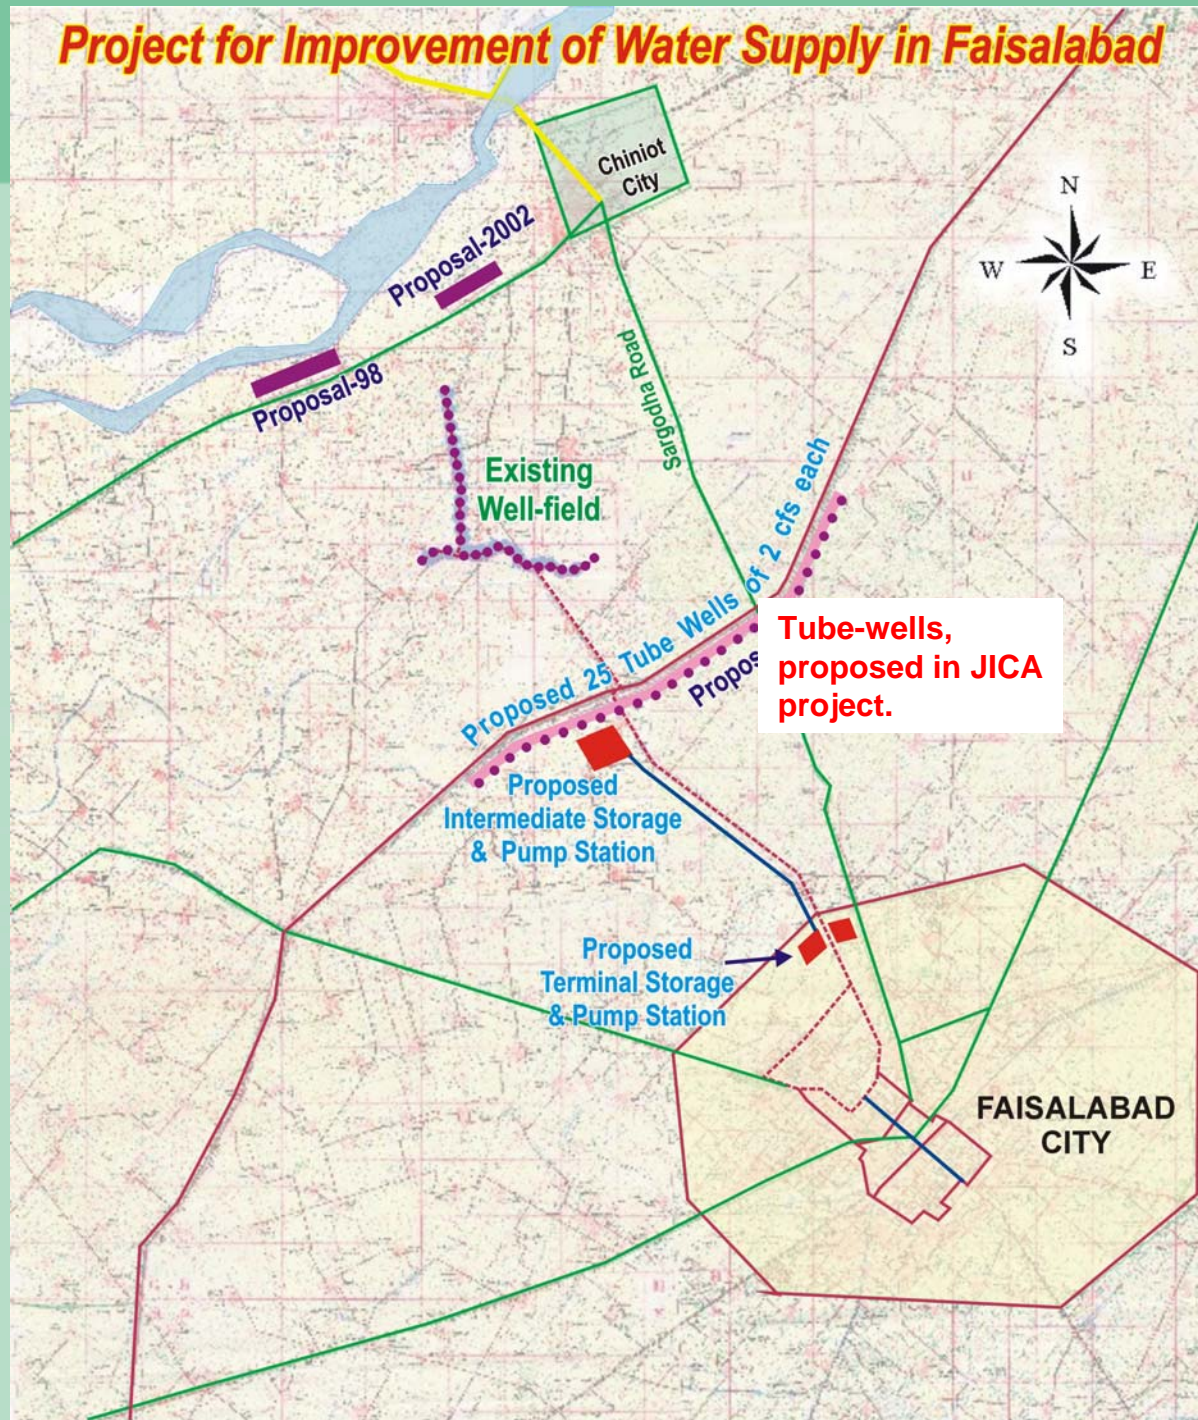 Project for Improvement of Water Supply in Faisalabad
Chiniot
City
N
W
E
S
Proposal-2002
Proposal-98
Sargodha Road
Existing
Well-field
Proposed 25 Tube Wells of 2 cfs each
Tube-wells,
proposed in JICA
project.
Propos
Proposed
Intermediate Storage
& Pump Station
Proposed
Terminal Storage
& Pump Station
FAISALABAD
CITY